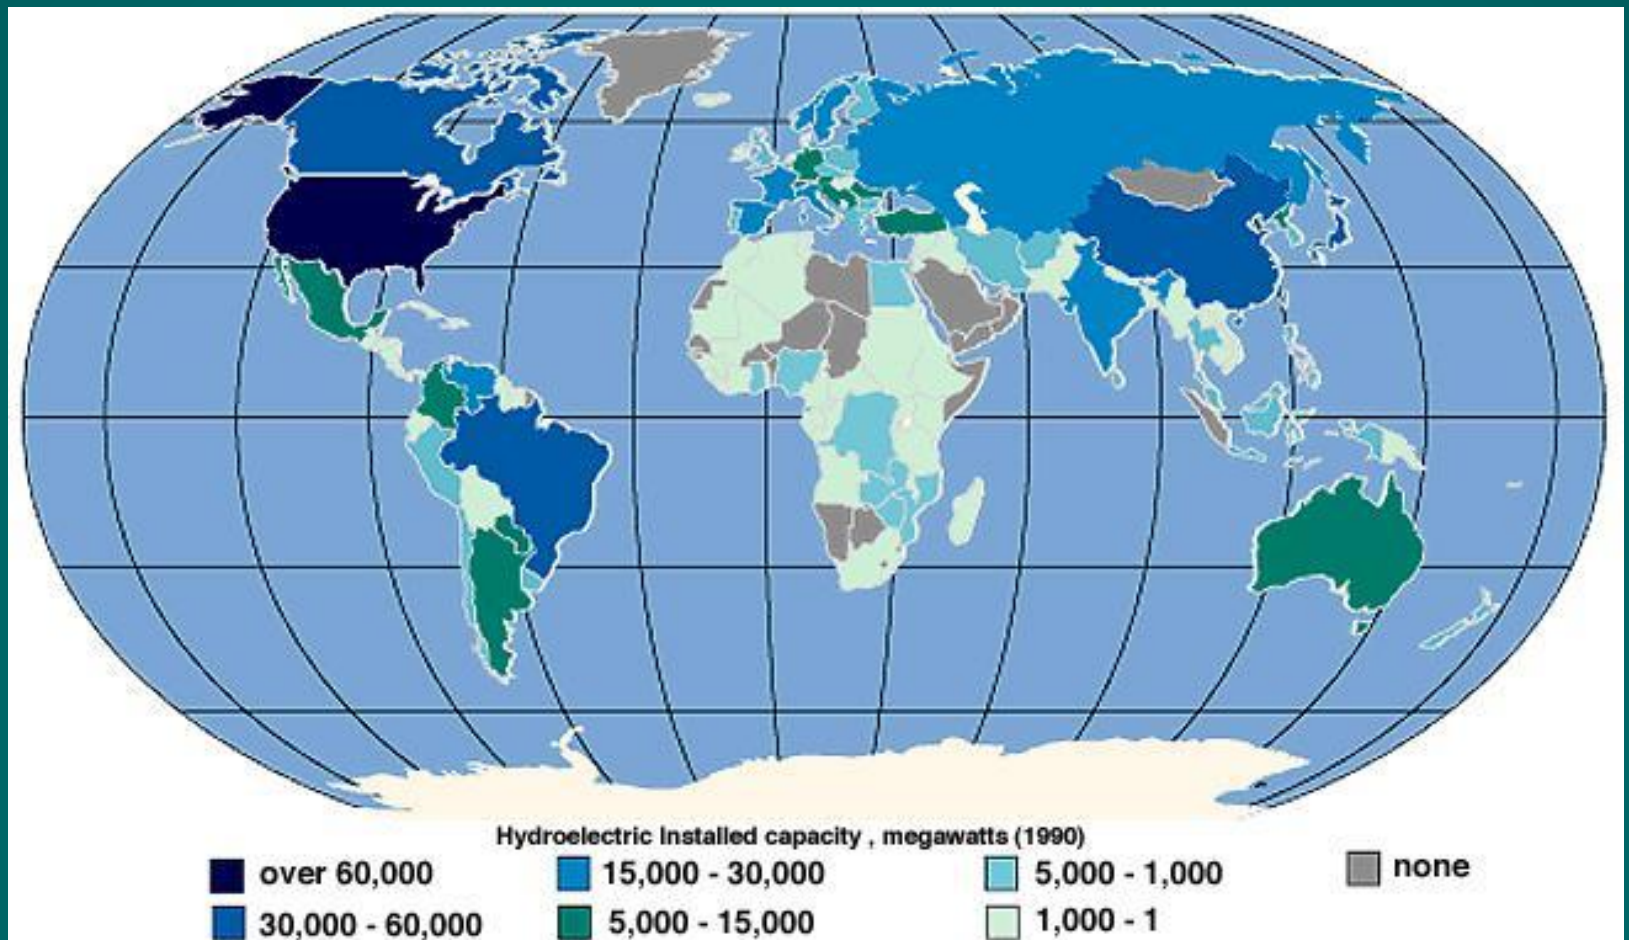 Hydroelectric Installed capacity , megawatts (1990)
over 60,000
15,000 - 30,000
5,000 - 1,000
none
30,000 - 60,000
5,000 - 15,000
1,000 - 1